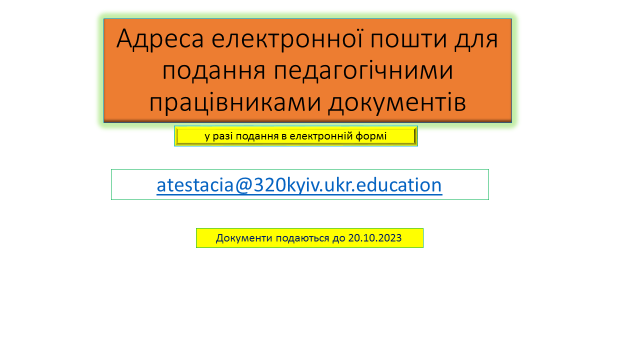 Адреса електронної пошти для
подання педагогічними
працівниками документів
у разі подання в електронній формі
atestacia@320kyiv.ukr.education
Документи подаються до 20.10.2023